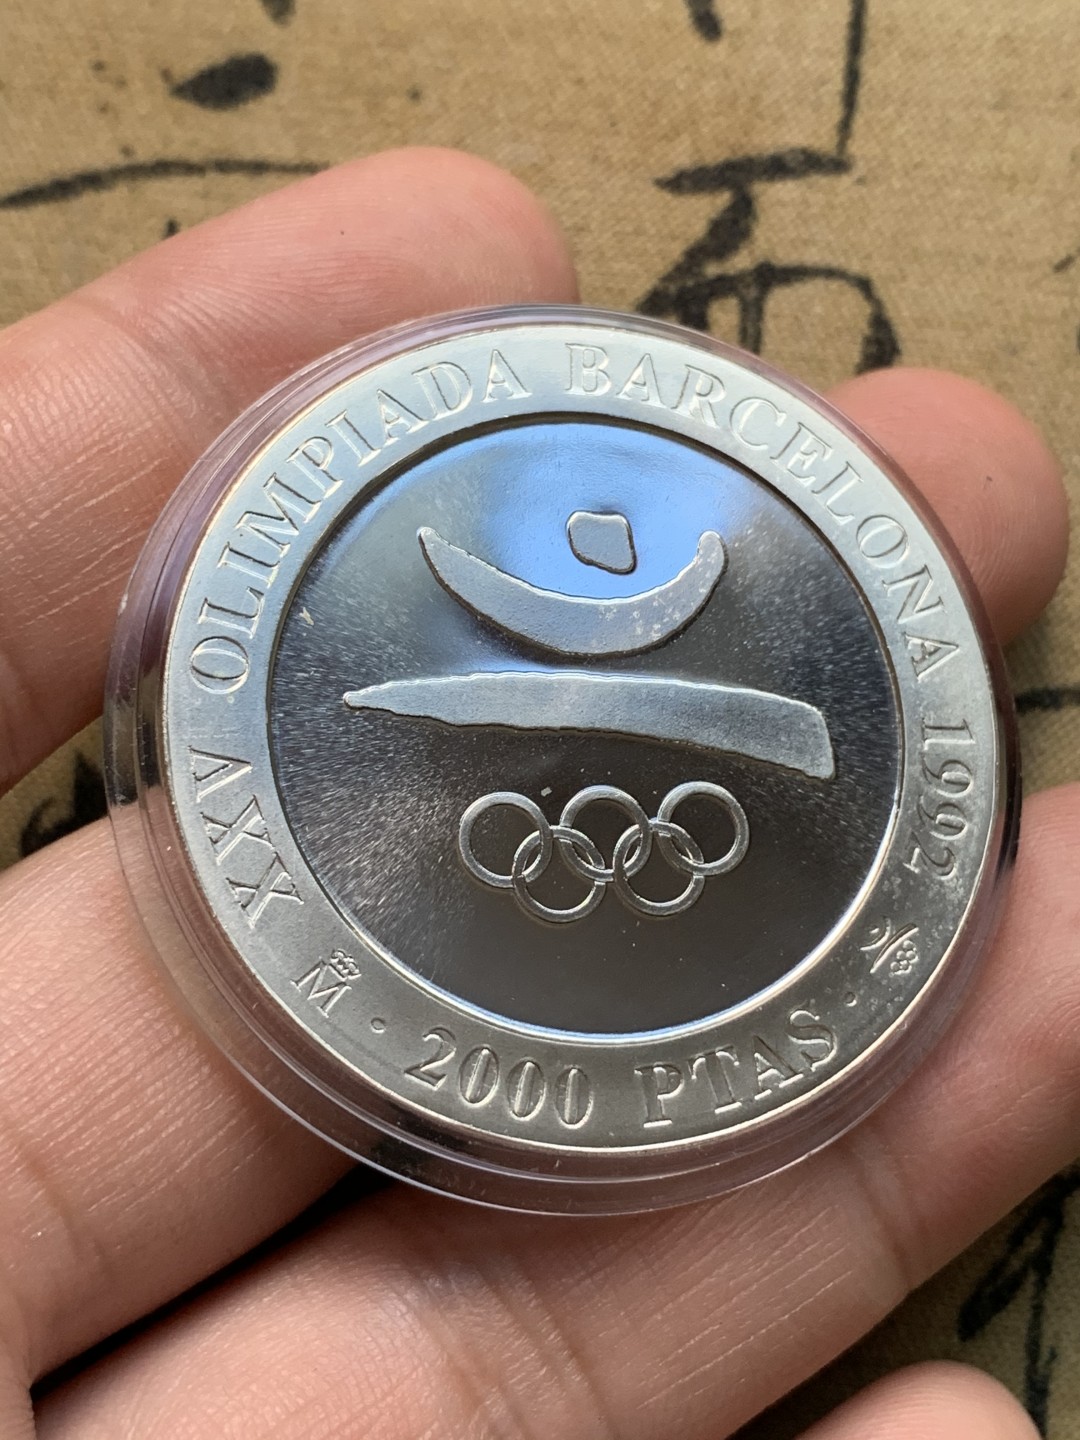 XXV OLIMPIADA BARCELONA 1992
M · 2000 PTAS ·